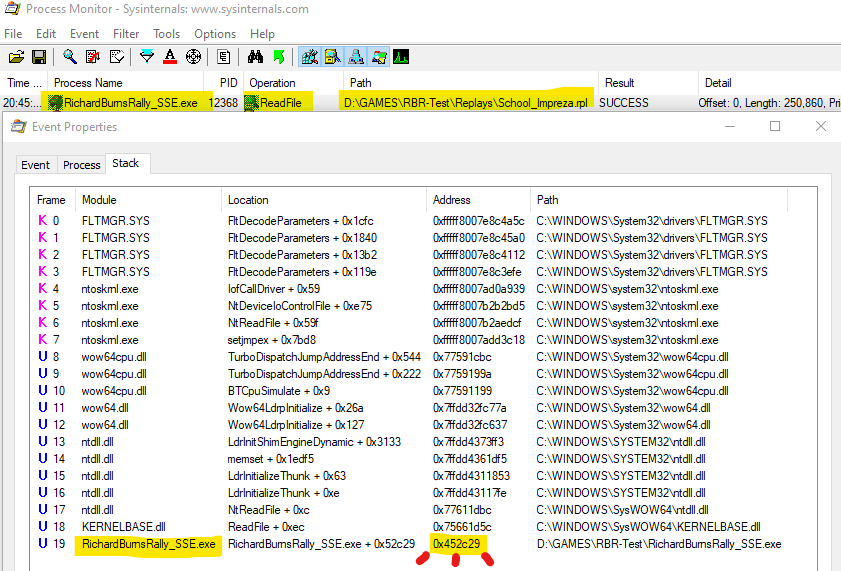 Process Monitor - Sysinternals: www.sysinternals.com
File Edit Event Filter Tools Options Help
Time ... Process Name PID Operation Path Result Detail
20:45:... RichardBurnsRally_SSE.exe 12368 ReadFile D:\GAMES\RBR-Test\Replays\School_Impreza.rpl SUCCESS Offset: 0, Length: 250,860, Pri
Event Properties
Event Process Stack
Frame Module Location Address Path
K 0 FLTMGR.SYS FltDecodeParameters + 0x1cfc 0xfffff8007e8c4a5c C:\WINDOWS\System32\drivers\FLTMGR.SYS
K 1 FLTMGR.SYS FltDecodeParameters + 0x1840 0xfffff8007e8c45a0 C:\WINDOWS\System32\drivers\FLTMGR.SYS
K 2 FLTMGR.SYS FltDecodeParameters + 0x13b2 0xfffff8007e8c4112 C:\WINDOWS\System32\drivers\FLTMGR.SYS
K 3 FLTMGR.SYS FltDecodeParameters + 0x119e 0xfffff8007e8c3efe C:\WINDOWS\System32\drivers\FLTMGR.SYS
K 4 ntoskrnl.exe IofCallDriver + 0x59 0xfffff8007ad0a939 C:\WINDOWS\system32\ntoskrnl.exe
K 5 ntoskrnl.exe NtDeviceIoControlFile + 0xe75 0xfffff8007b2b2bd5 C:\WINDOWS\system32\ntoskrnl.exe
K 6 ntoskrnl.exe NtReadFile + 0x59f 0xfffff8007b2aedcf C:\WINDOWS\system32\ntoskrnl.exe
K 7 ntoskrnl.exe setjmpex + 0x7bd8 0xfffff8007add3c18 C:\WINDOWS\system32\ntoskrnl.exe
U 8 wow64cpu.dll TurboDispatchJumpAddressEnd + 0x544 0x77591cbc C:\WINDOWS\System32\wow64cpu.dll
U 9 wow64cpu.dll TurboDispatchJumpAddressEnd + 0x222 0x7759199a C:\WINDOWS\System32\wow64cpu.dll
U 10 wow64cpu.dll BTCpuSimulate + 0x9 0x77591199 C:\WINDOWS\System32\wow64cpu.dll
U 11 wow64.dll Wow64LdrpInitialize + 0x26a 0x7ffdd32fc77a C:\WINDOWS\System32\wow64.dll
U 12 wow64.dll Wow64LdrpInitialize + 0x127 0x7ffdd32fc637 C:\WINDOWS\System32\wow64.dll
U 13 ntdll.dll LdrInitShimEngineDynamic + 0x3133 0x7ffdd4373ff3 C:\WINDOWS\SYSTEM32\ntdll.dll
U 14 ntdll.dll memset + 0x1edf5 0x7ffdd4361df5 C:\WINDOWS\SYSTEM32\ntdll.dll
U 15 ntdll.dll LdrInitializeThunk + 0x63 0x7ffdd4311853 C:\WINDOWS\SYSTEM32\ntdll.dll
U 16 ntdll.dll LdrInitializeThunk + 0xe 0x7ffdd43117fe C:\WINDOWS\SYSTEM32\ntdll.dll
U 17 ntdll.dll NtReadFile + 0xc 0x77611dbc C:\WINDOWS\SysWOW64\ntdll.dll
U 18 KERNELBASE.dll ReadFile + 0xec 0x75661d5c C:\WINDOWS\SysWOW64\KERNELBASE.dll
U 19 RichardBurnsRally_SSE.exe RichardBurnsRally_SSE.exe + 0x52c29 0x452c29 D:\GAMES\RBR-Test\RichardBurnsRally_SSE.exe